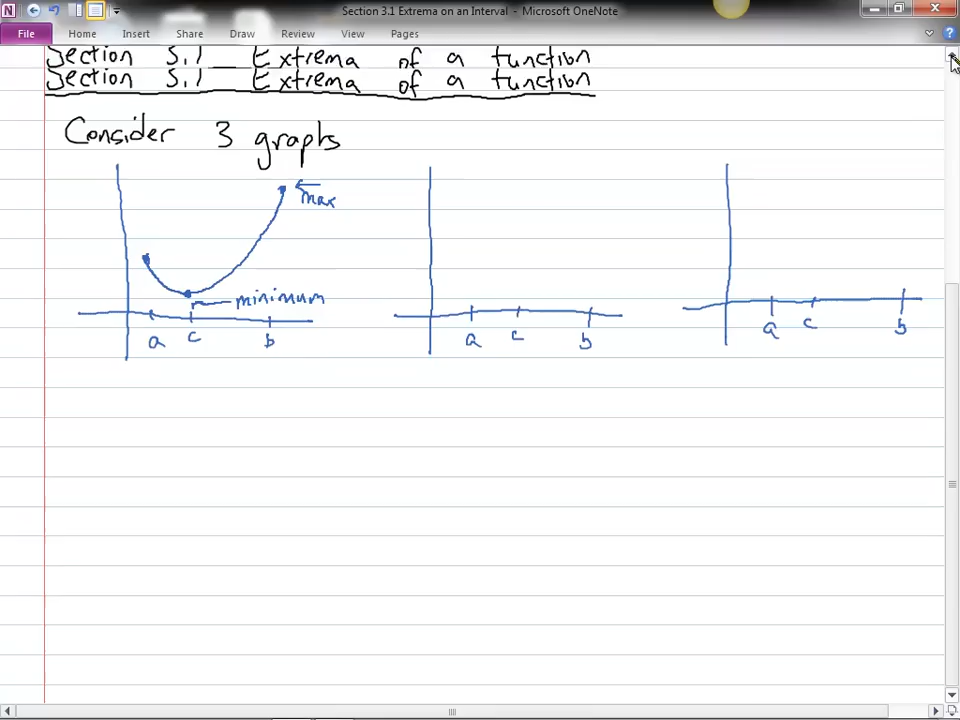 Section 3.1 Extrema on an Interval - Microsoft OneNote
File Home Insert Share Draw Review View Pages
Section 3.1 Extrema of a function
Section 3.1 Extrema of a function
Consider 3 graphs
max
minimum
a c b
a c b
a c b